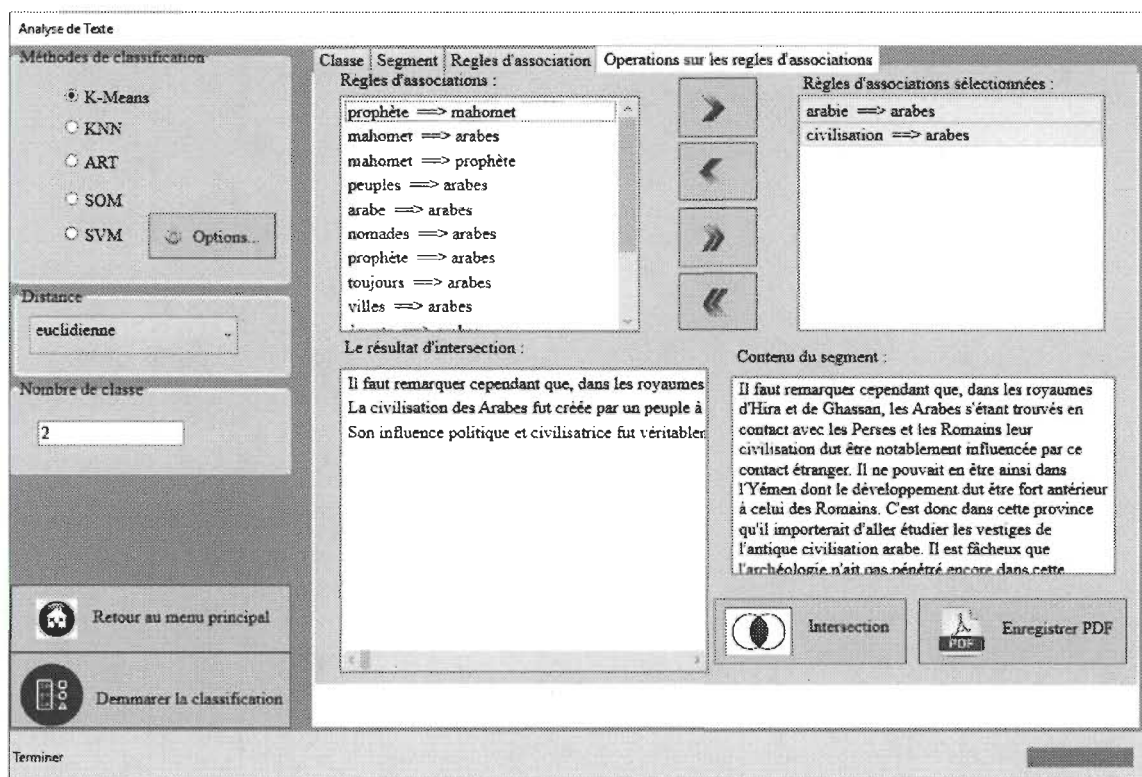 Analyse de Texte
Méthodes de classification
K-Means
KNN
ART
SOM
SVM
Options...
Distance
euclidienne
Nombre de classe
2
Retour au menu principal
Demmarer la classification
Terminer
Classe Segment Regles d'association Operations sur les regles d'associations
Règles d'associations :
prophète ==> mahomet
mahomet ==> arabes
mahomet ==> prophète
peuples ==> arabes
arabe ==> arabes
nomades ==> arabes
prophète ==> arabes
toujours ==> arabes
villes ==> arabes
Règles d'associations sélectionnées :
arabie ==> arabes
civilisation ==> arabes
Le résultat d'intersection :
Il faut remarquer cependant que, dans les royaumes
La civilisation des Arabes fut créée par un peuple à
Son influence politique et civilisatrice fut véritabler
Contenu du segment :
Il faut remarquer cependant que, dans les royaumes
d'Hira et de Ghassan, les Arabes s'étant trouvés en
contact avec les Perses et les Romains leur
civilisation dut être notablement influencée par ce
contact étranger. Il ne pouvait en être ainsi dans
l'Yémen dont le développement dut être fort antérieur
à celui des Romains. C'est donc dans cette province
qu'il importerait d'aller étudier les vestiges de
l'antique civilisation arabe. Il est fâcheux que
l'archéologie n'ait pas pénétré encore dans cette
Intersection
PDF
Enregistrer PDF